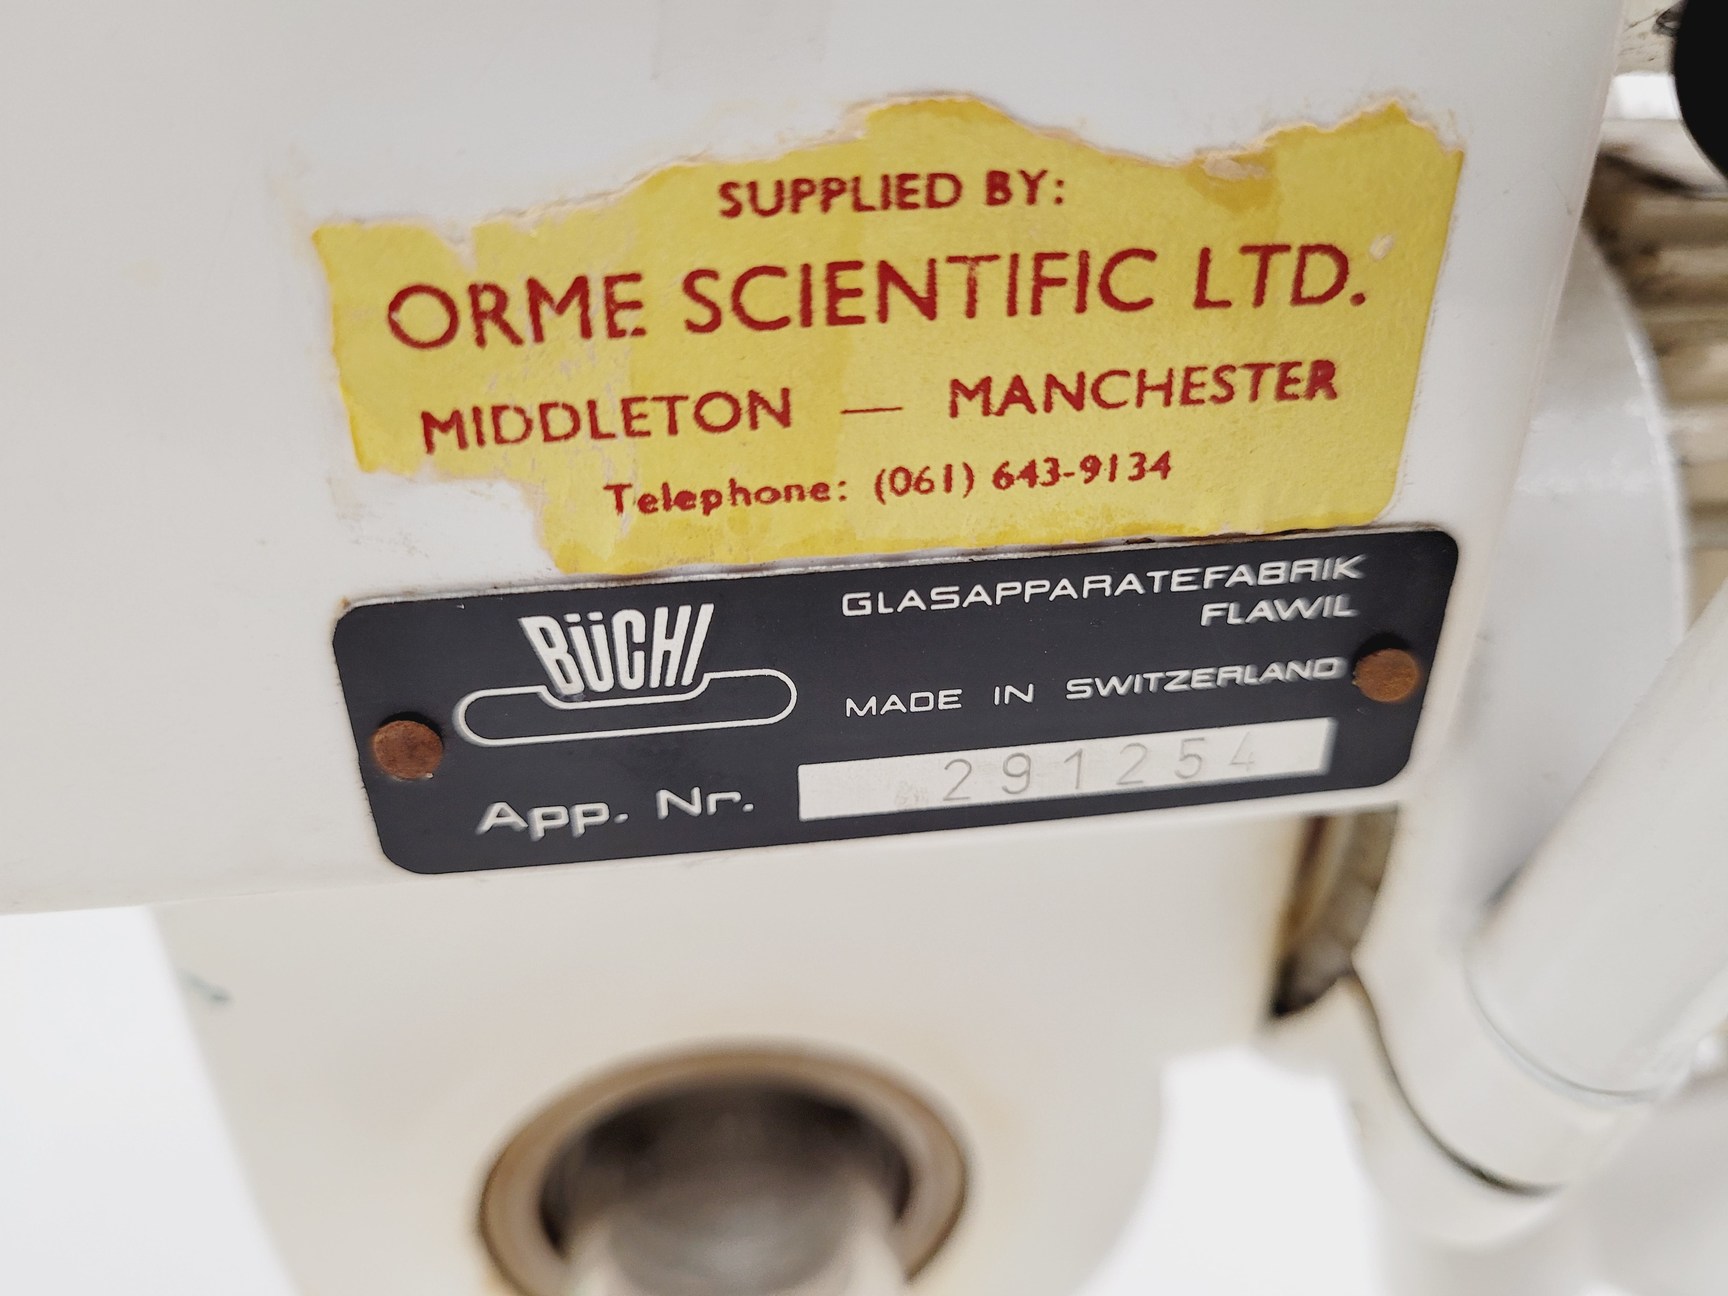 SUPPLIED BY:
ORME SCIENTIFIC LTD.
MIDDLETON — MANCHESTER
Telephone: (061) 643-9134
BÜCHI
GLASAPPARATEFABRIK
FLAWIL
MADE IN SWITZERLAND
App. Nr. 291254